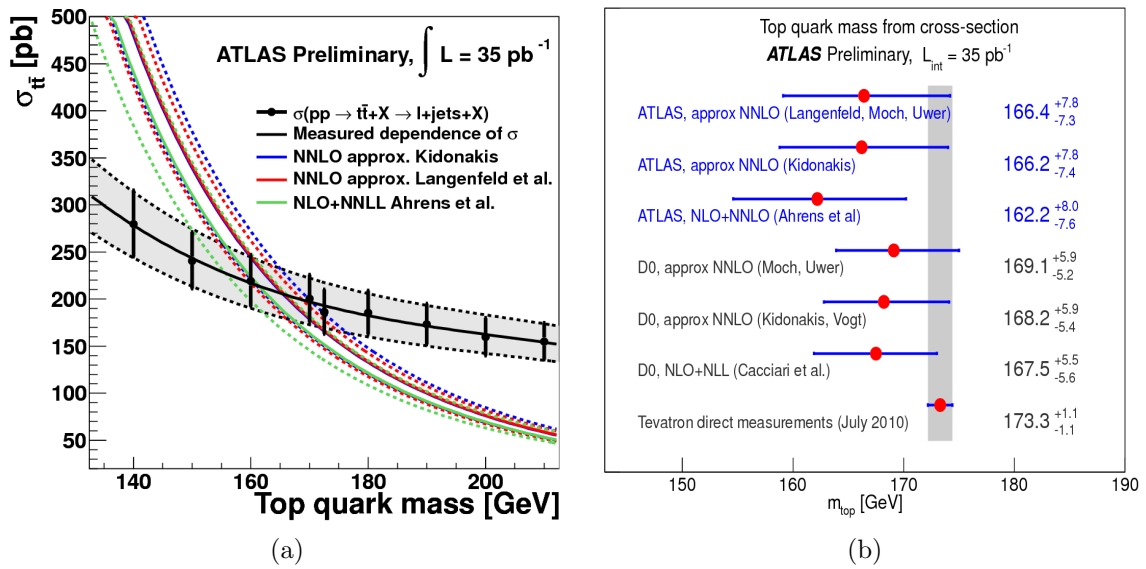 500
450
400
350
300
250
200
150
100
50
σtt̄ [pb]
ATLAS Preliminary, ∫ L = 35 pb⁻¹
σ(pp → tt̄+X → l+jets+X)
Measured dependence of σ
NNLO approx. Kidonakis
NNLO approx. Langenfeld et al.
NLO+NNLL Ahrens et al.
140 160 180 200
Top quark mass [GeV]
(a)
Top quark mass from cross-section
ATLAS Preliminary, Lint = 35 pb⁻¹
ATLAS, approx NNLO (Langenfeld, Moch, Uwer) 166.4 +7.8 -7.3
ATLAS, approx NNLO (Kidonakis) 166.2 +7.8 -7.4
ATLAS, NLO+NNLO (Ahrens et al) 162.2 +8.0 -7.6
D0, approx NNLO (Moch, Uwer) 169.1 +5.9 -5.2
D0, approx NNLO (Kidonakis, Vogt) 168.2 +5.9 -5.4
D0, NLO+NLL (Cacciari et al.) 167.5 +5.5 -5.6
Tevatron direct measurements (July 2010) 173.3 +1.1 -1.1
150 160 170 180 190
mtop [GeV]
(b)